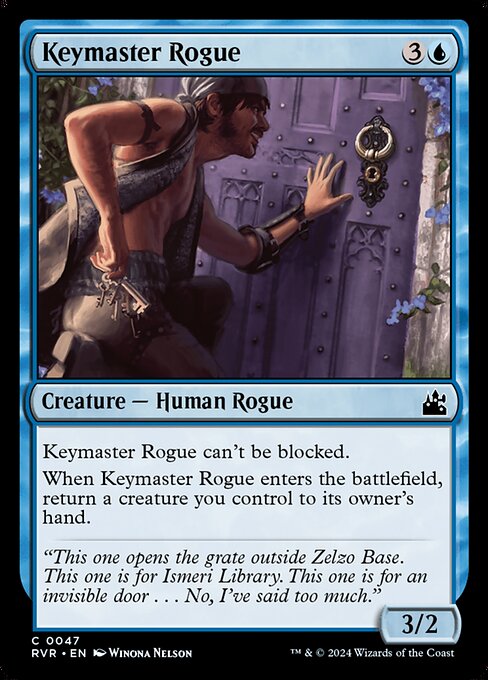 Keymaster Rogue 3
Creature — Human Rogue
Keymaster Rogue can't be blocked.
When Keymaster Rogue enters the battlefield,
return a creature you control to its owner's
hand.
“This one opens the grate outside Zelzo Base.
This one is for Ismeri Library. This one is for an
invisible door . . . No, I've said too much.”
3/2
C 0047
RVR • EN Winona Nelson ™ & © 2024 Wizards of the Coast